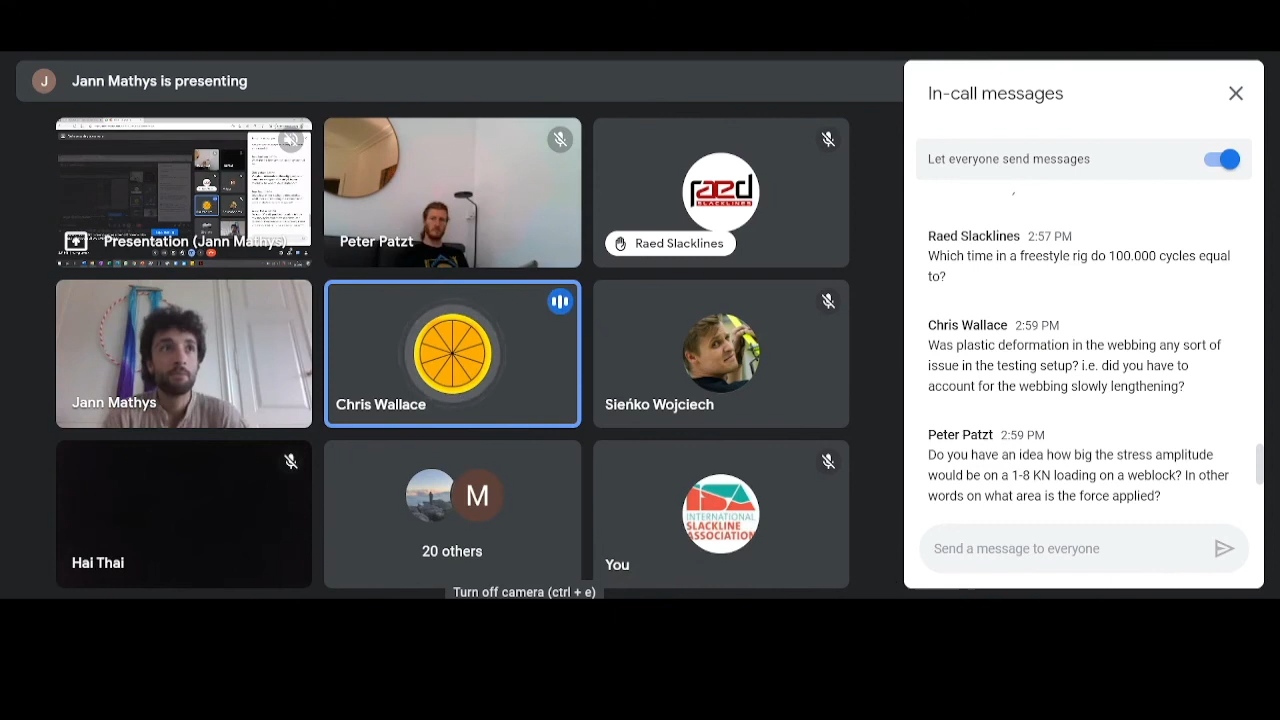 J
Jann Mathys is presenting
In-call messages
Let everyone send messages
Presentation (Jann Mathys)
Peter Patzt
raed
SLACKLINES
Raed Slacklines
Raed Slacklines 2:57 PM
Which time in a freestyle rig do 100.000 cycles equal
to?
Jann Mathys
Chris Wallace
Sieńko Wojciech
Chris Wallace 2:59 PM
Was plastic deformation in the webbing any sort of
issue in the testing setup? i.e. did you have to
account for the webbing slowly lengthening?
Peter Patzt 2:59 PM
Do you have an idea how big the stress amplitude
would be on a 1-8 KN loading on a weblock? In other
words on what area is the force applied?
Hai Thai
M
20 others
INTERNATIONAL
SLACKLINE
ASSOCIATION
You
Send a message to everyone
Turn off camera (ctrl + e)